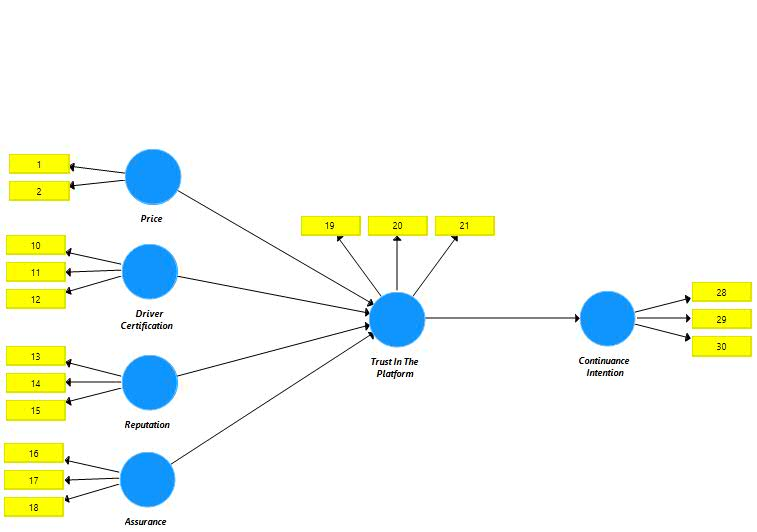 1
2
Price
10
11
12
Driver
Certification
13
14
15
Reputation
16
17
18
Assurance
19
20
21
Trust In The
Platform
28
29
30
Continuance
Intention